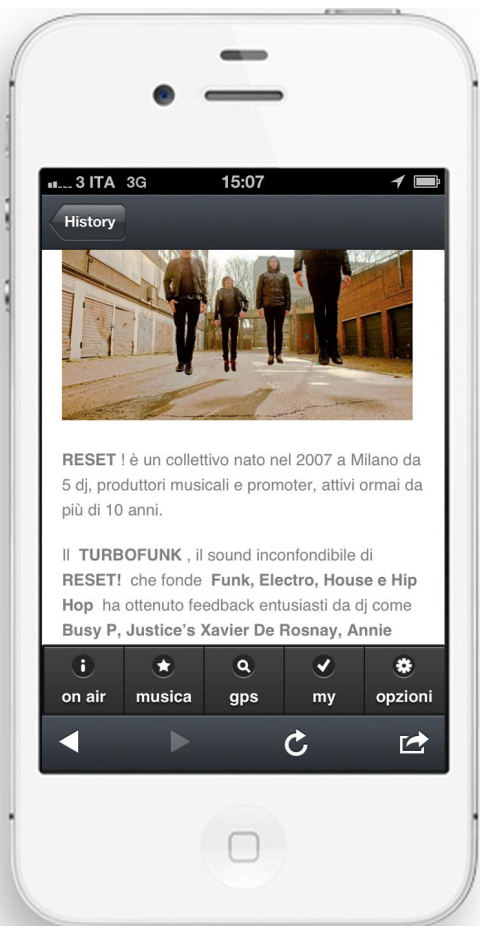 3 ITA 3G 15:07
History
RESET ! è un collettivo nato nel 2007 a Milano da
5 dj, produttori musicali e promoter, attivi ormai da
più di 10 anni.
Il TURBOFUNK , il sound inconfondibile di
RESET! che fonde Funk, Electro, House e Hip
Hop ha ottenuto feedback entusiasti da dj come
Busy P, Justice's Xavier De Rosnay, Annie
on air musica gps my opzioni